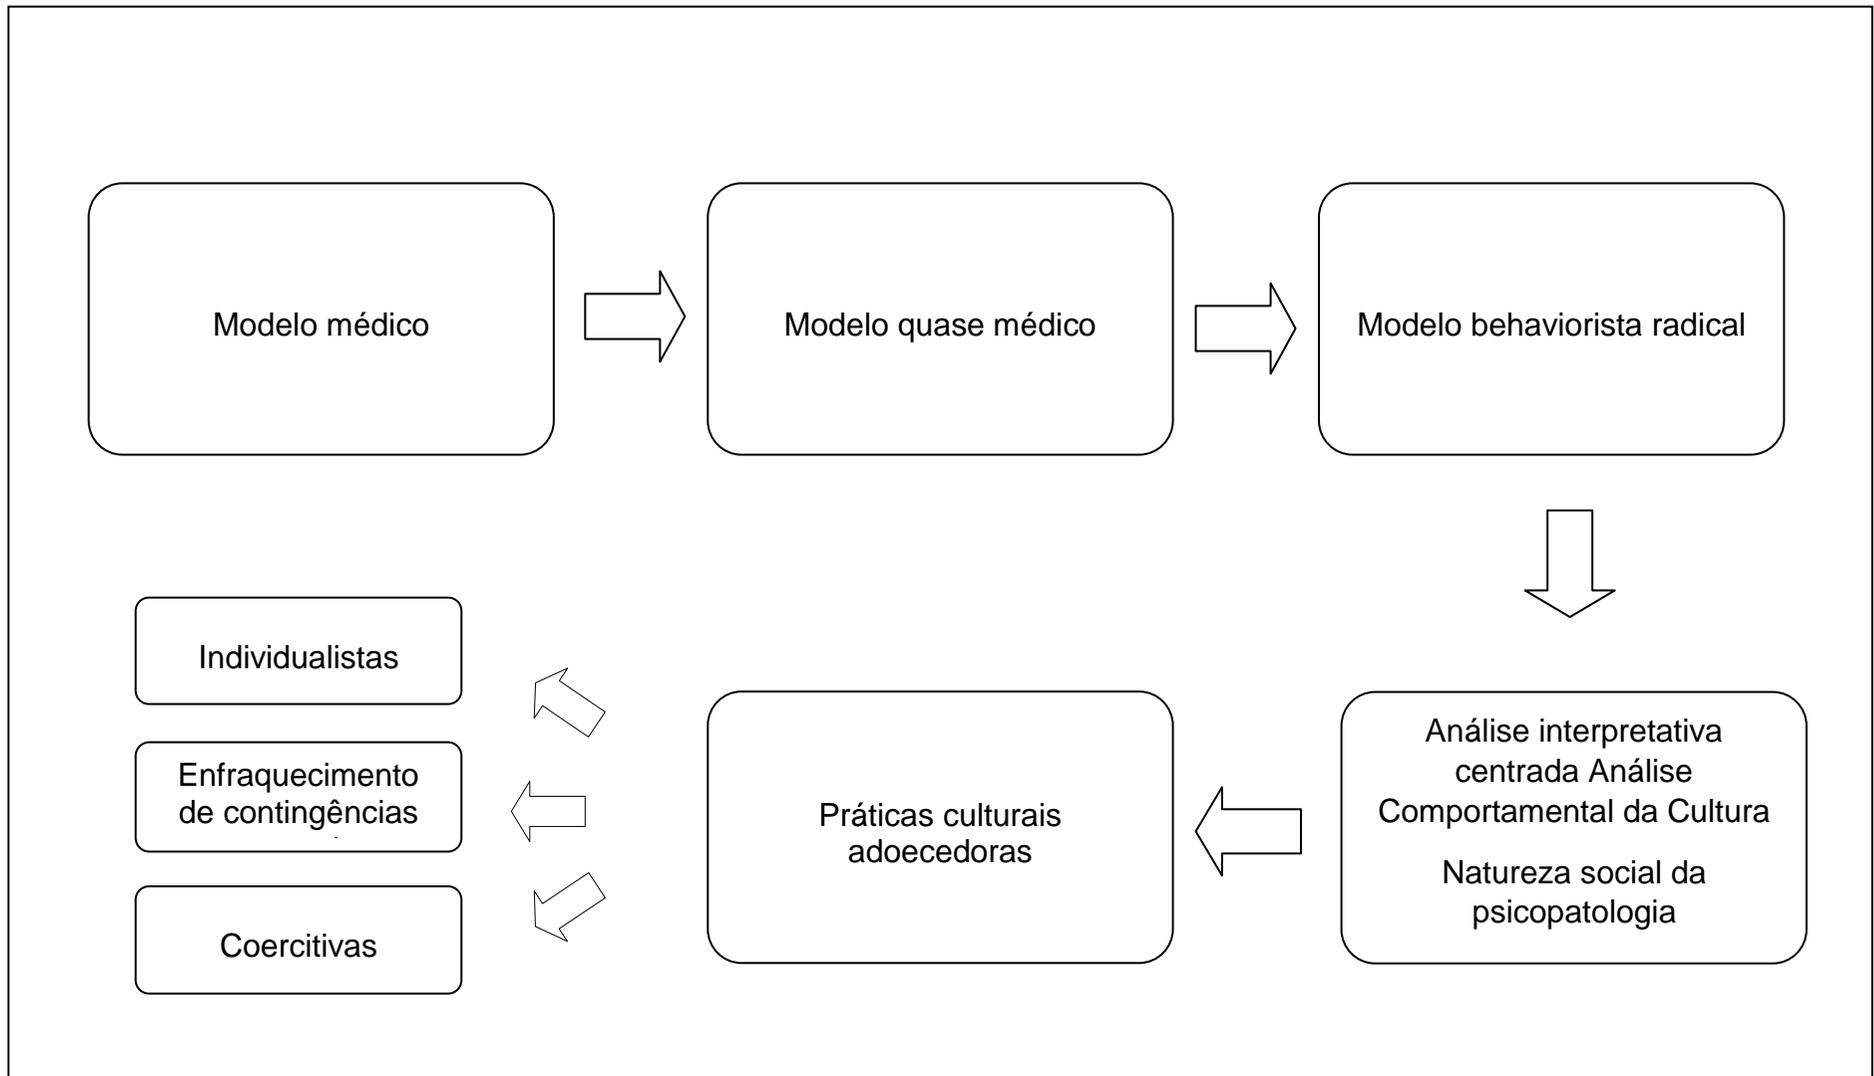 Modelo médico
Modelo quase médico
Modelo behaviorista radical
Análise interpretativa
centrada Análise
Comportamental da Cultura
Natureza social da
psicopatologia
Práticas culturais
adoecedoras
Individualistas
Enfraquecimento
de contingências
Coercitivas